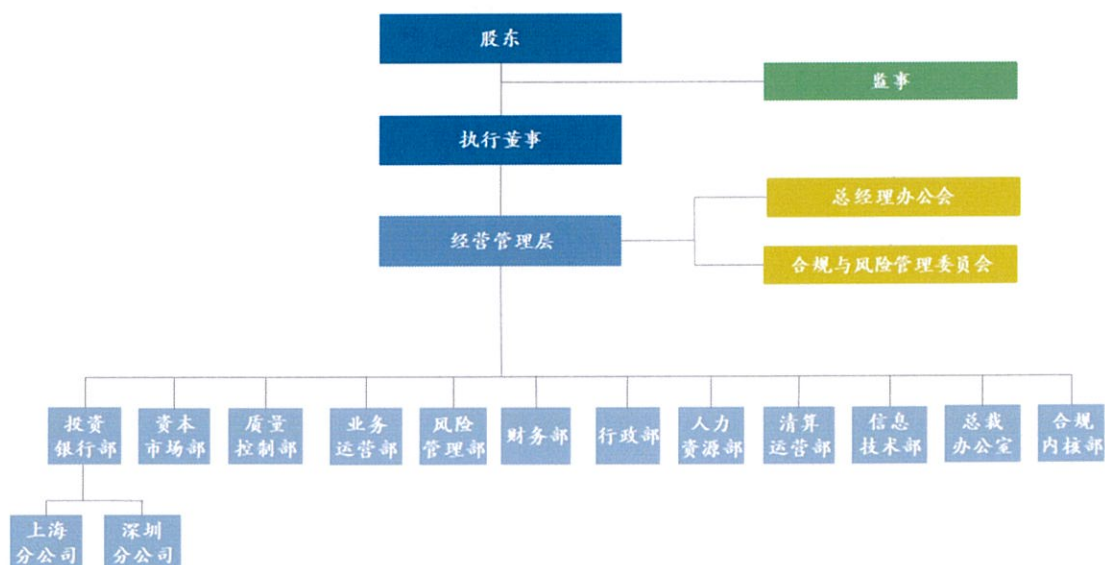 股东
监事
执行董事
总经理办公会
经营管理层
合规与风险管理委员会
投资
银行部
资本
市场部
质量
控制部
业务
运营部
风险
管理部
财务部
行政部
人力
资源部
清算
运营部
信息
技术部
总裁
办公室
合规
内核部
上海
分公司
深圳
分公司